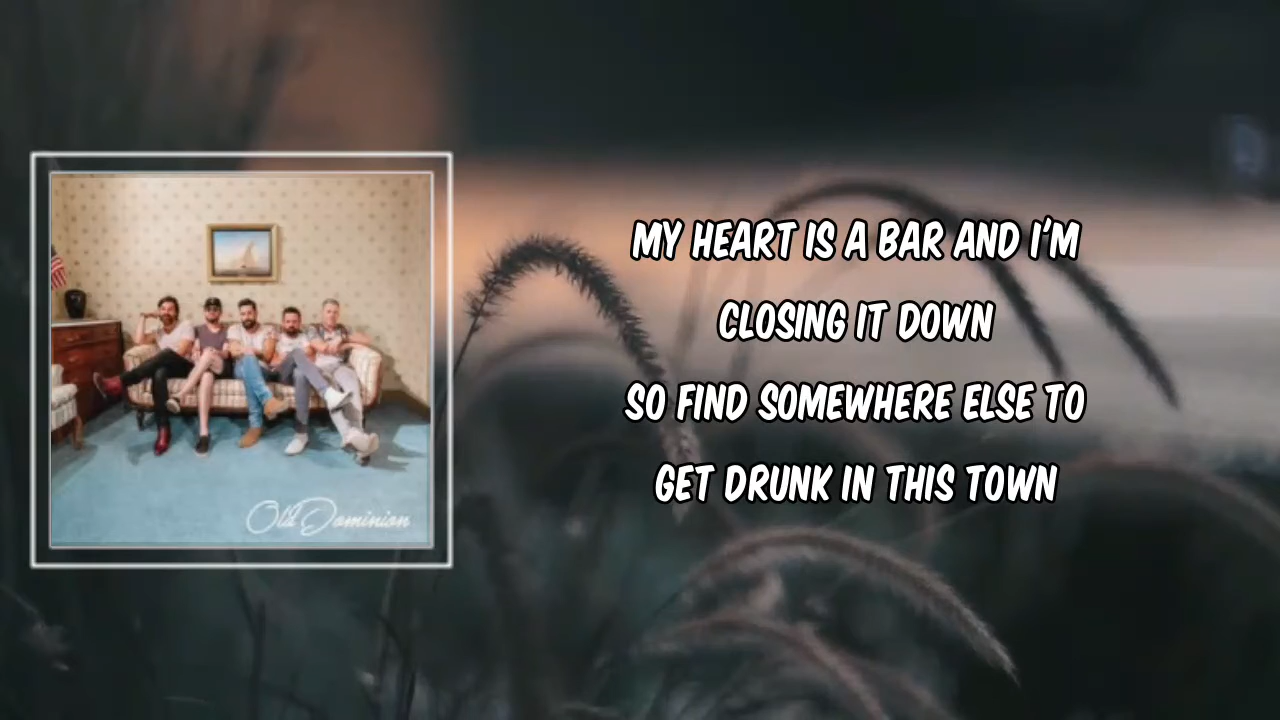 MY HEART IS A BAR AND I'M
CLOSING IT DOWN
SO FIND SOMEWHERE ELSE TO
GET DRUNK IN THIS TOWN
Old Dominion